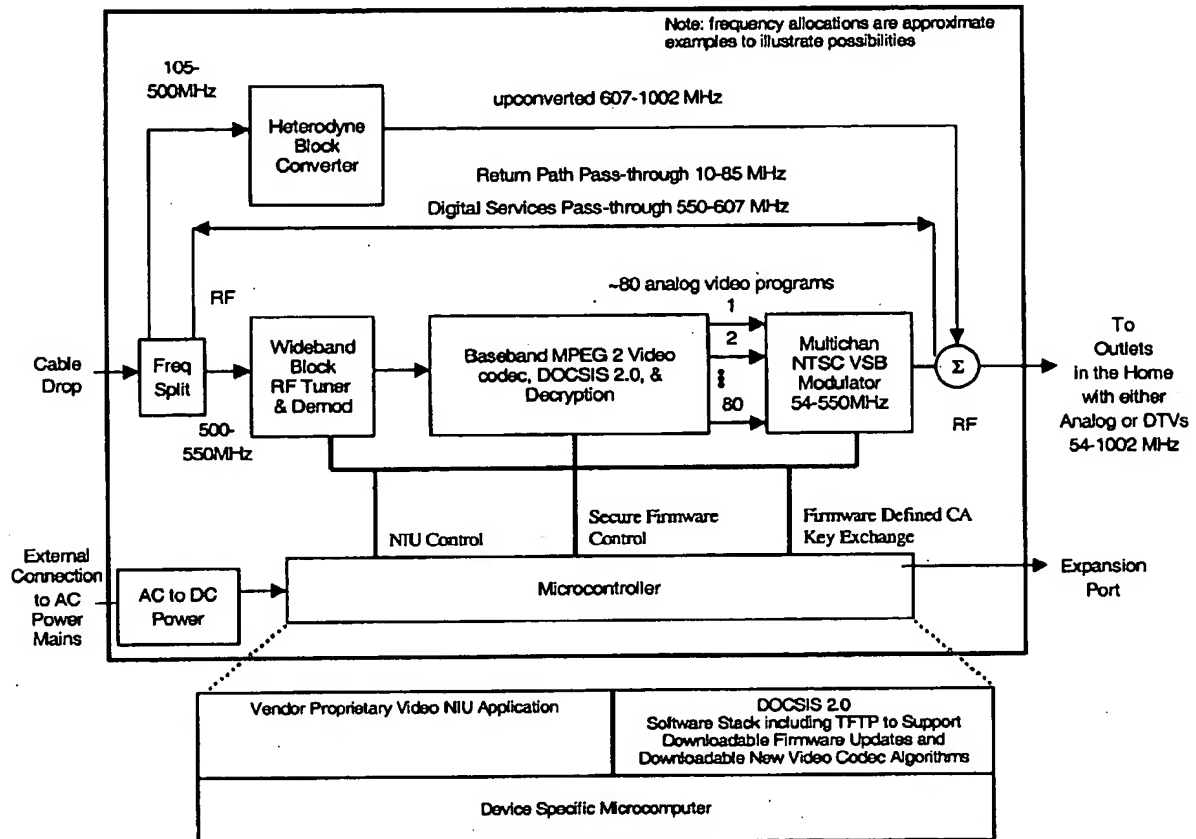 Note: frequency allocations are approximate
examples to illustrate possibilities
105-
500MHz
Heterodyne
Block
Converter
upconverted 607-1002 MHz
Return Path Pass-through 10-85 MHz
Digital Services Pass-through 550-607 MHz
RF
~80 analog video programs
Cable
Drop
Freq
Split
Wideband
Block
RF Tuner
& Demod
500-
550MHz
Baseband MPEG 2 Video
codec, DOCSIS 2.0, &
Decryption
1
2
80
Multichan
NTSC VSB
Modulator
54-550MHz
Σ
RF
To
Outlets
in the Home
with either
Analog or DTVs
54-1002 MHz
NIU Control
Secure Firmware
Control
Firmware Defined CA
Key Exchange
External
Connection
to AC
Power
Mains
AC to DC
Power
Microcontroller
Expansion
Port
Vendor Proprietary Video NIU Application
DOCSIS 2.0
Software Stack including TFTP to Support
Downloadable Firmware Updates and
Downloadable New Video Codec Algorithms
Device Specific Microcomputer